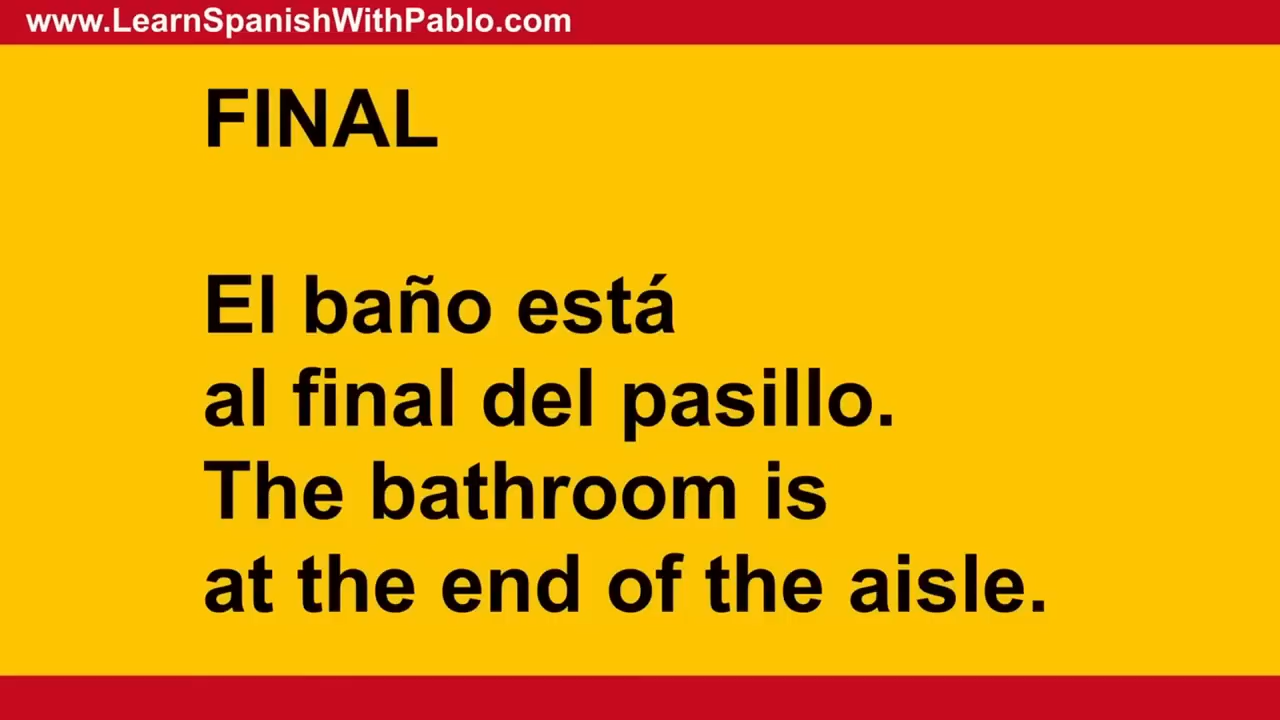 www.LearnSpanishWithPablo.com
FINAL
El baño está
al final del pasillo.
The bathroom is
at the end of the aisle.